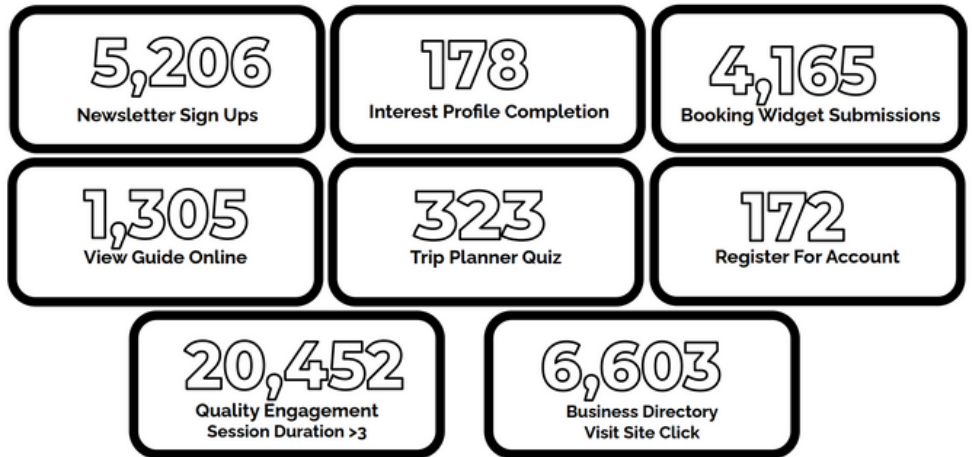 5,206
Newsletter Sign Ups
178
Interest Profile Completion
4,165
Booking Widget Submissions
1,305
View Guide Online
323
Trip Planner Quiz
172
Register For Account
20,452
Quality Engagement
Session Duration >3
6,603
Business Directory
Visit Site Click